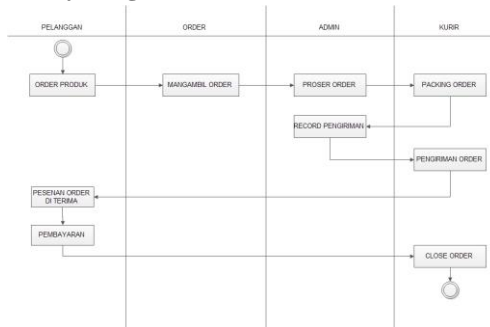 PELANGGAN
ORDER
ADMIN
KURIR
ORDER PRODUK
MANGAMBIL ORDER
PROSER ORDER
PACKING ORDER
RECORD PENGIRIMAN
PENGIRIMAN ORDER
PESENAN ORDER
DI TERIMA
PEMBAYARAN
CLOSE ORDER